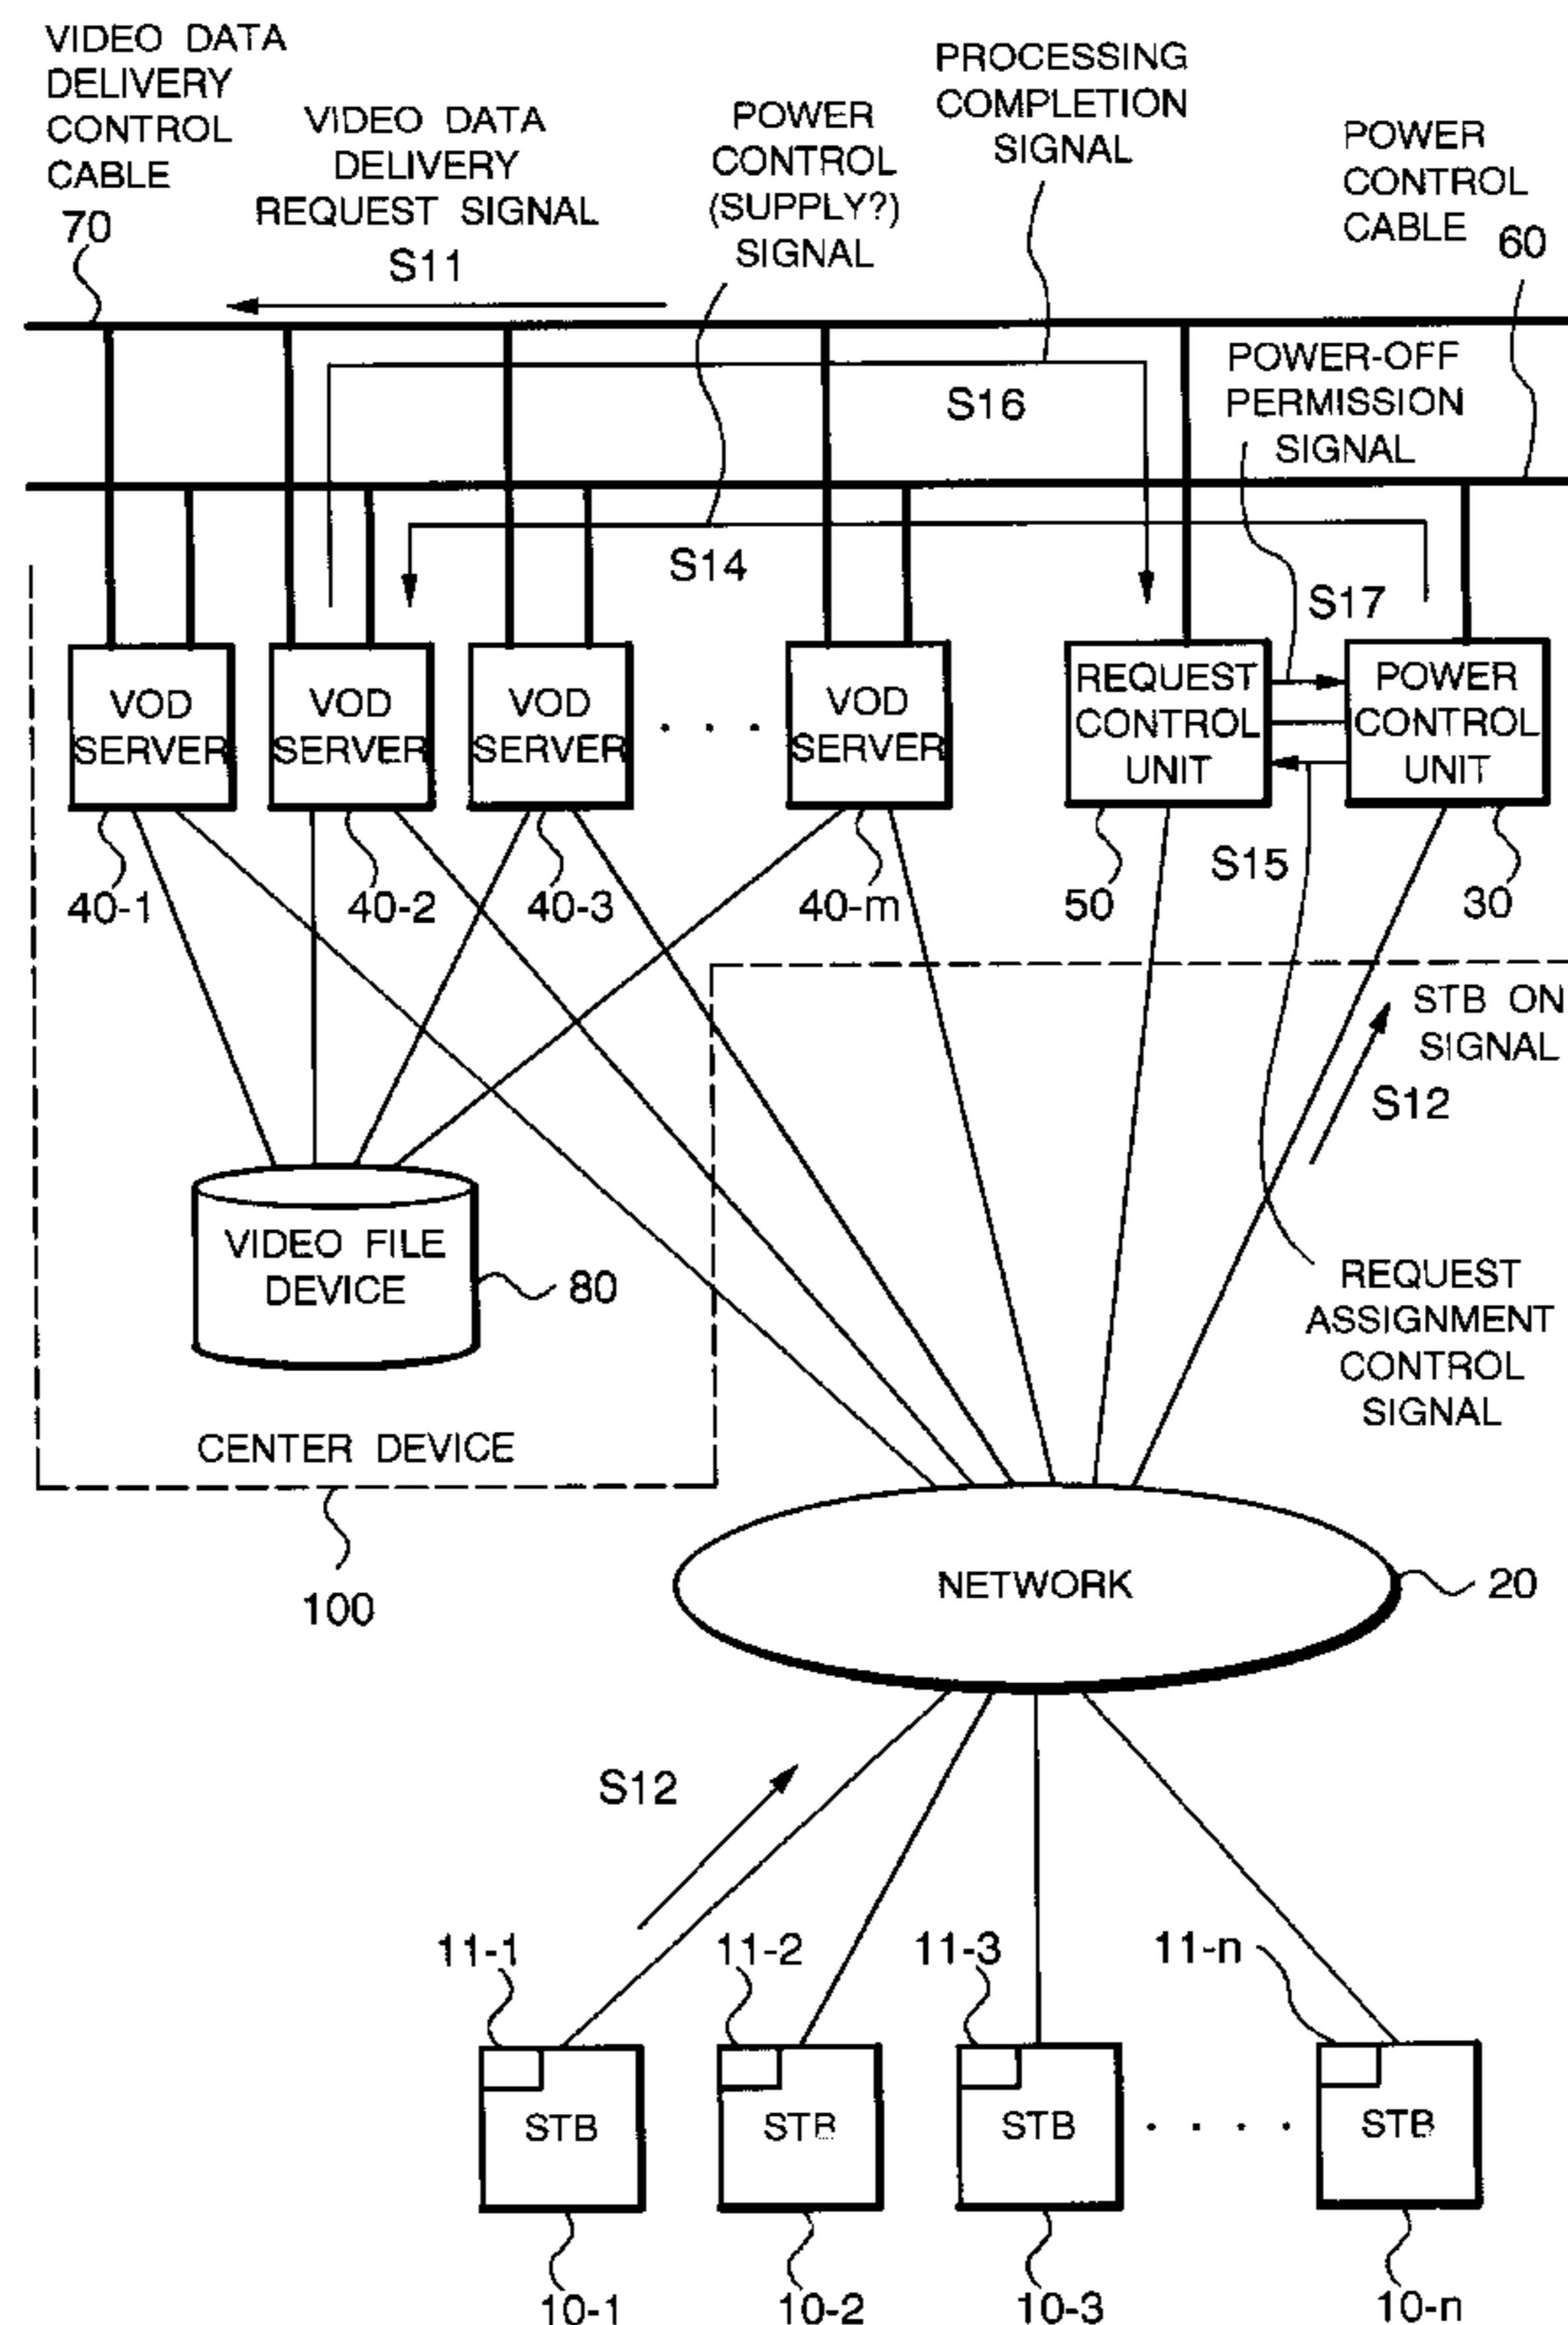 VIDEO DATA
DELIVERY
CONTROL
CABLE
70
VIDEO DATA
DELIVERY
REQUEST SIGNAL
S11
POWER
CONTROL
(SUPPLY?)
SIGNAL
PROCESSING
COMPLETION
SIGNAL
POWER
CONTROL
CABLE 60
POWER-OFF
PERMISSION
SIGNAL
S16
S14
S17
VOD
SERVER
VOD
SERVER
VOD
SERVER
. . .
VOD
SERVER
REQUEST
CONTROL
UNIT
POWER
CONTROL
UNIT
40-1
40-2
40-3
40-m
50
S15
30
STB ON
SIGNAL
S12
VIDEO FILE
DEVICE
80
REQUEST
ASSIGNMENT
CONTROL
SIGNAL
CENTER DEVICE
100
NETWORK
20
S12
11-1
11-2
11-3
11-n
STB
STB
STB
. . . .
STB
10-1
10-2
10-3
10-n